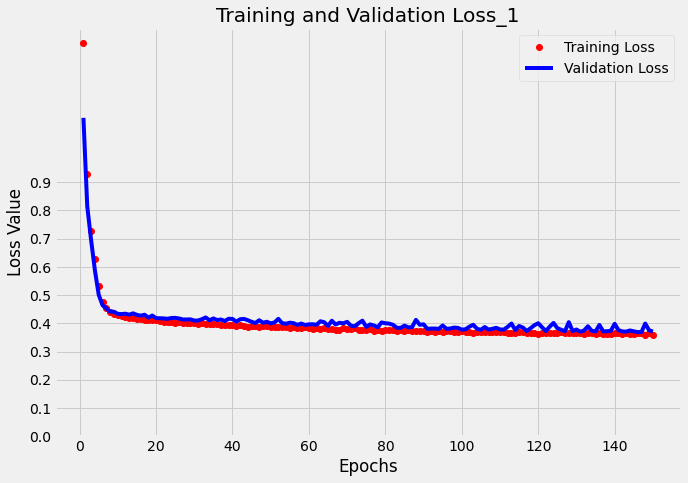 Training and Validation Loss_1
Training Loss
Validation Loss
Loss Value
0.9
0.8
0.7
0.6
0.5
0.4
0.3
0.2
0.1
0.0
0 20 40 60 80 100 120 140
Epochs